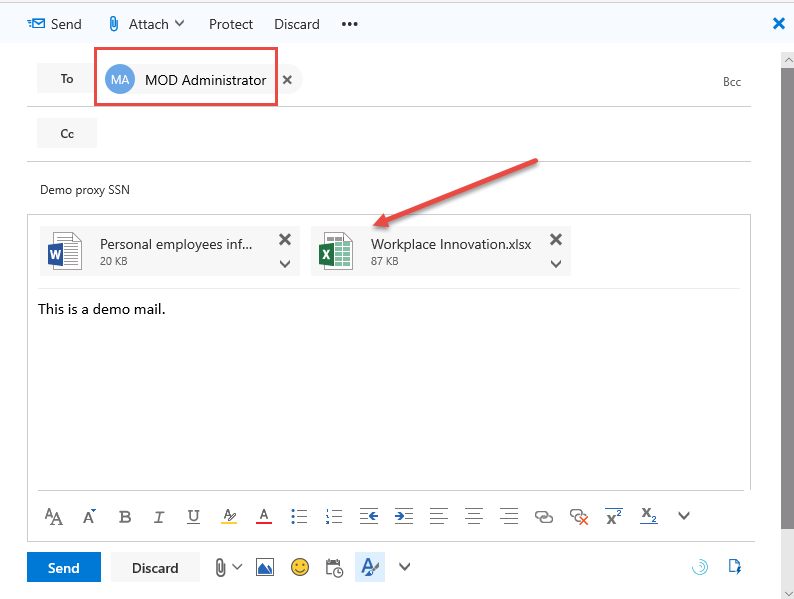 Send Attach Protect Discard •••
To MA MOD Administrator Bcc
Cc
Demo proxy SSN
Personal employees inf... Workplace Innovation.xlsx
20 KB 87 KB
This is a demo mail.
Send Discard